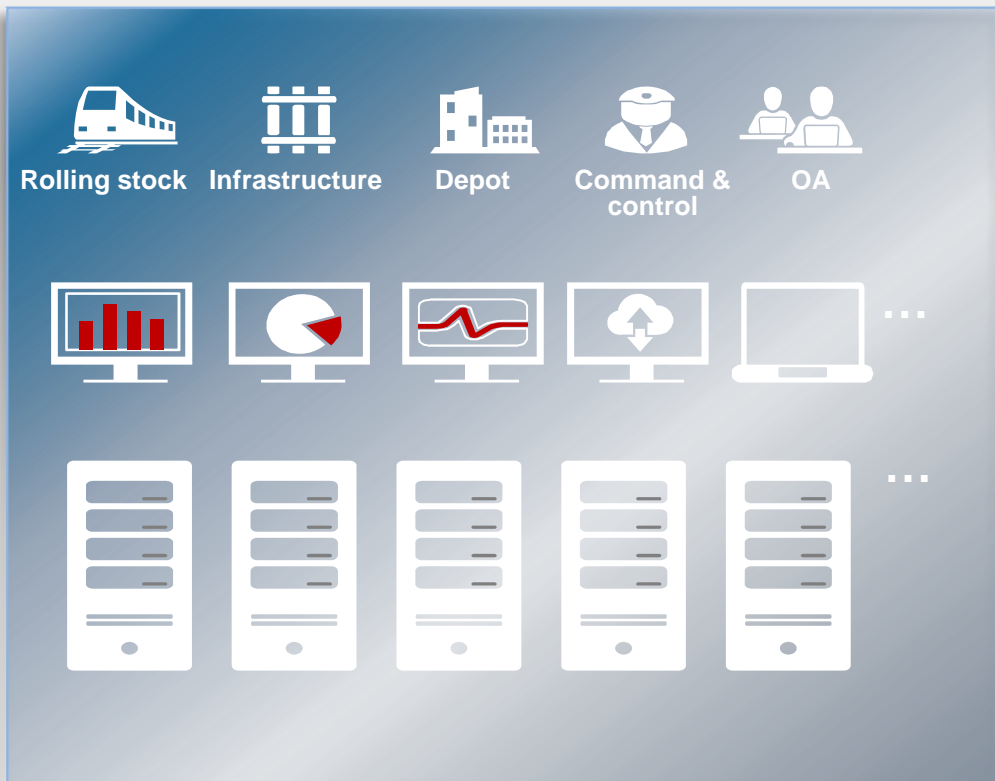 Rolling stock Infrastructure Depot Command & OA
control
...
...